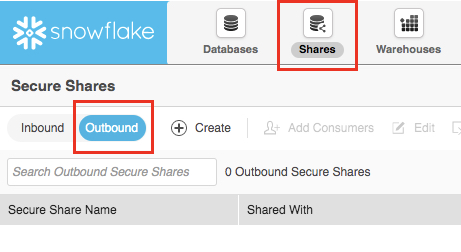 snowflake
Databases Shares Warehouses
Secure Shares
Inbound Outbound Create Add Consumers Edit
Search Outbound Secure Shares 0 Outbound Secure Shares
Secure Share Name Shared With